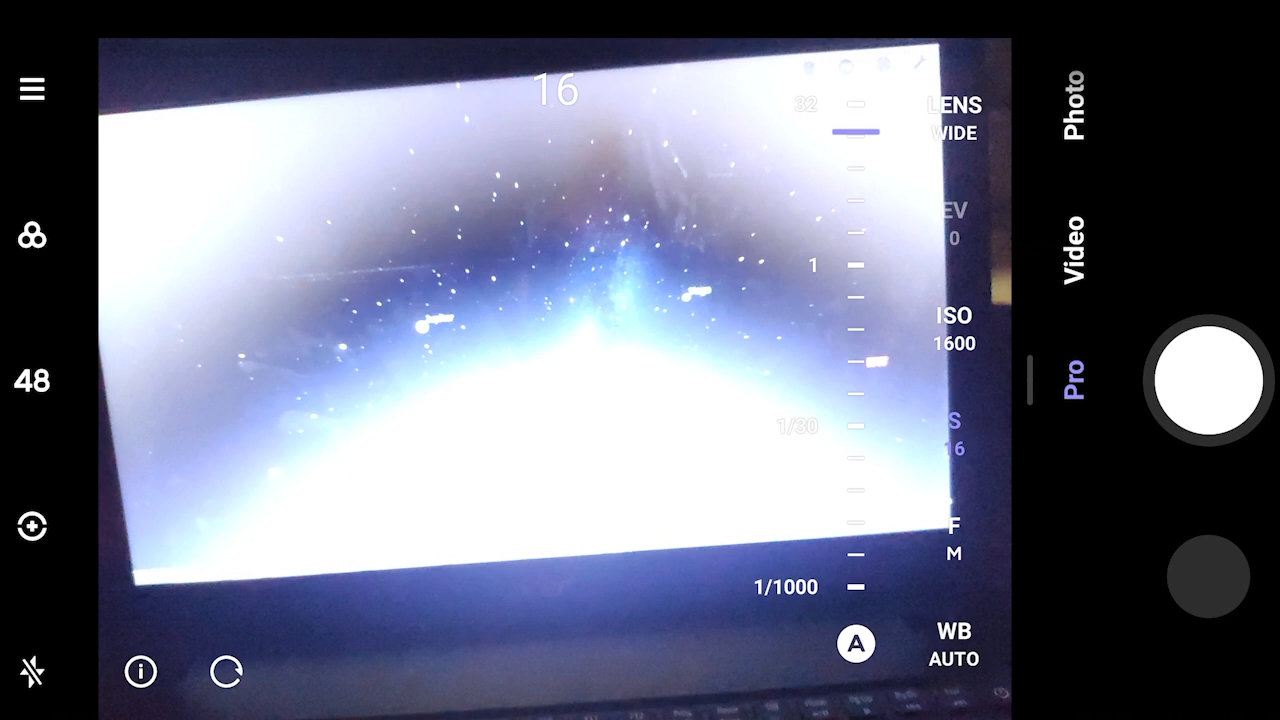 48
16
32
1
1/30
1/1000
A
LENS
WIDE
EV
0
ISO
1600
S
16
F
M
WB
AUTO
Photo
Video
Pro